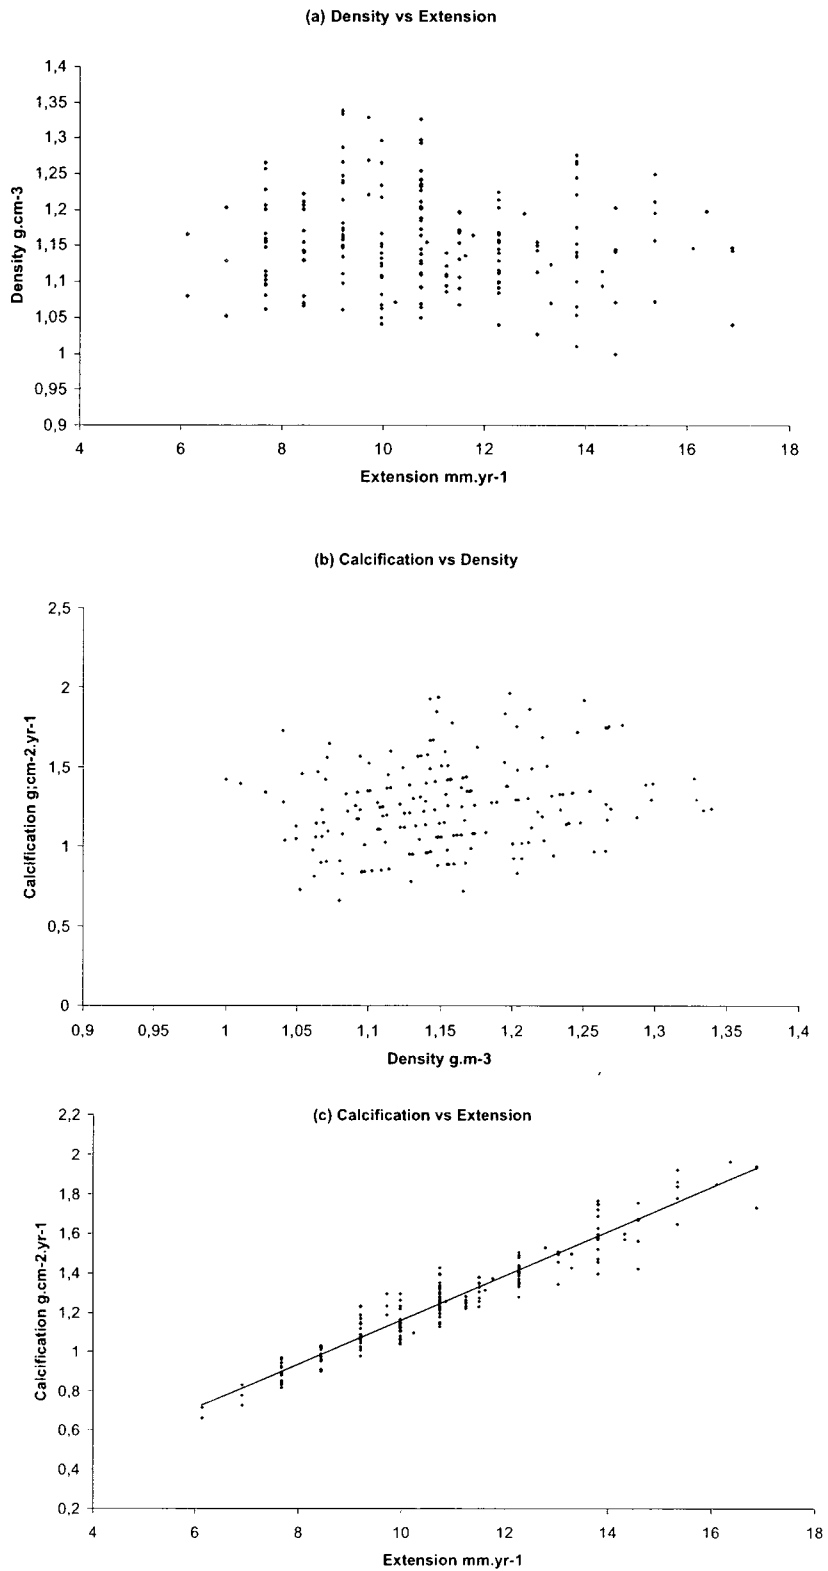 (a) Density vs Extension
1,4
1,35
1,3
1,25
1,2
1,15
1,1
1,05
1
0,95
0,9
Density g.cm-3
4 6 8 10 12 14 16 18
Extension mm.yr-1
(b) Calcification vs Density
2,5
2
1,5
1
0,5
0
Calcification g;cm-2.yr-1
0,9 0,95 1 1,05 1,1 1,15 1,2 1,25 1,3 1,35 1,4
Density g.m-3
(c) Calcification vs Extension
2,2
2
1,8
1,6
1,4
1,2
1
0,8
0,6
0,4
0,2
Calcification g.cm-2.yr-1
4 6 8 10 12 14 16 18
Extension mm.yr-1